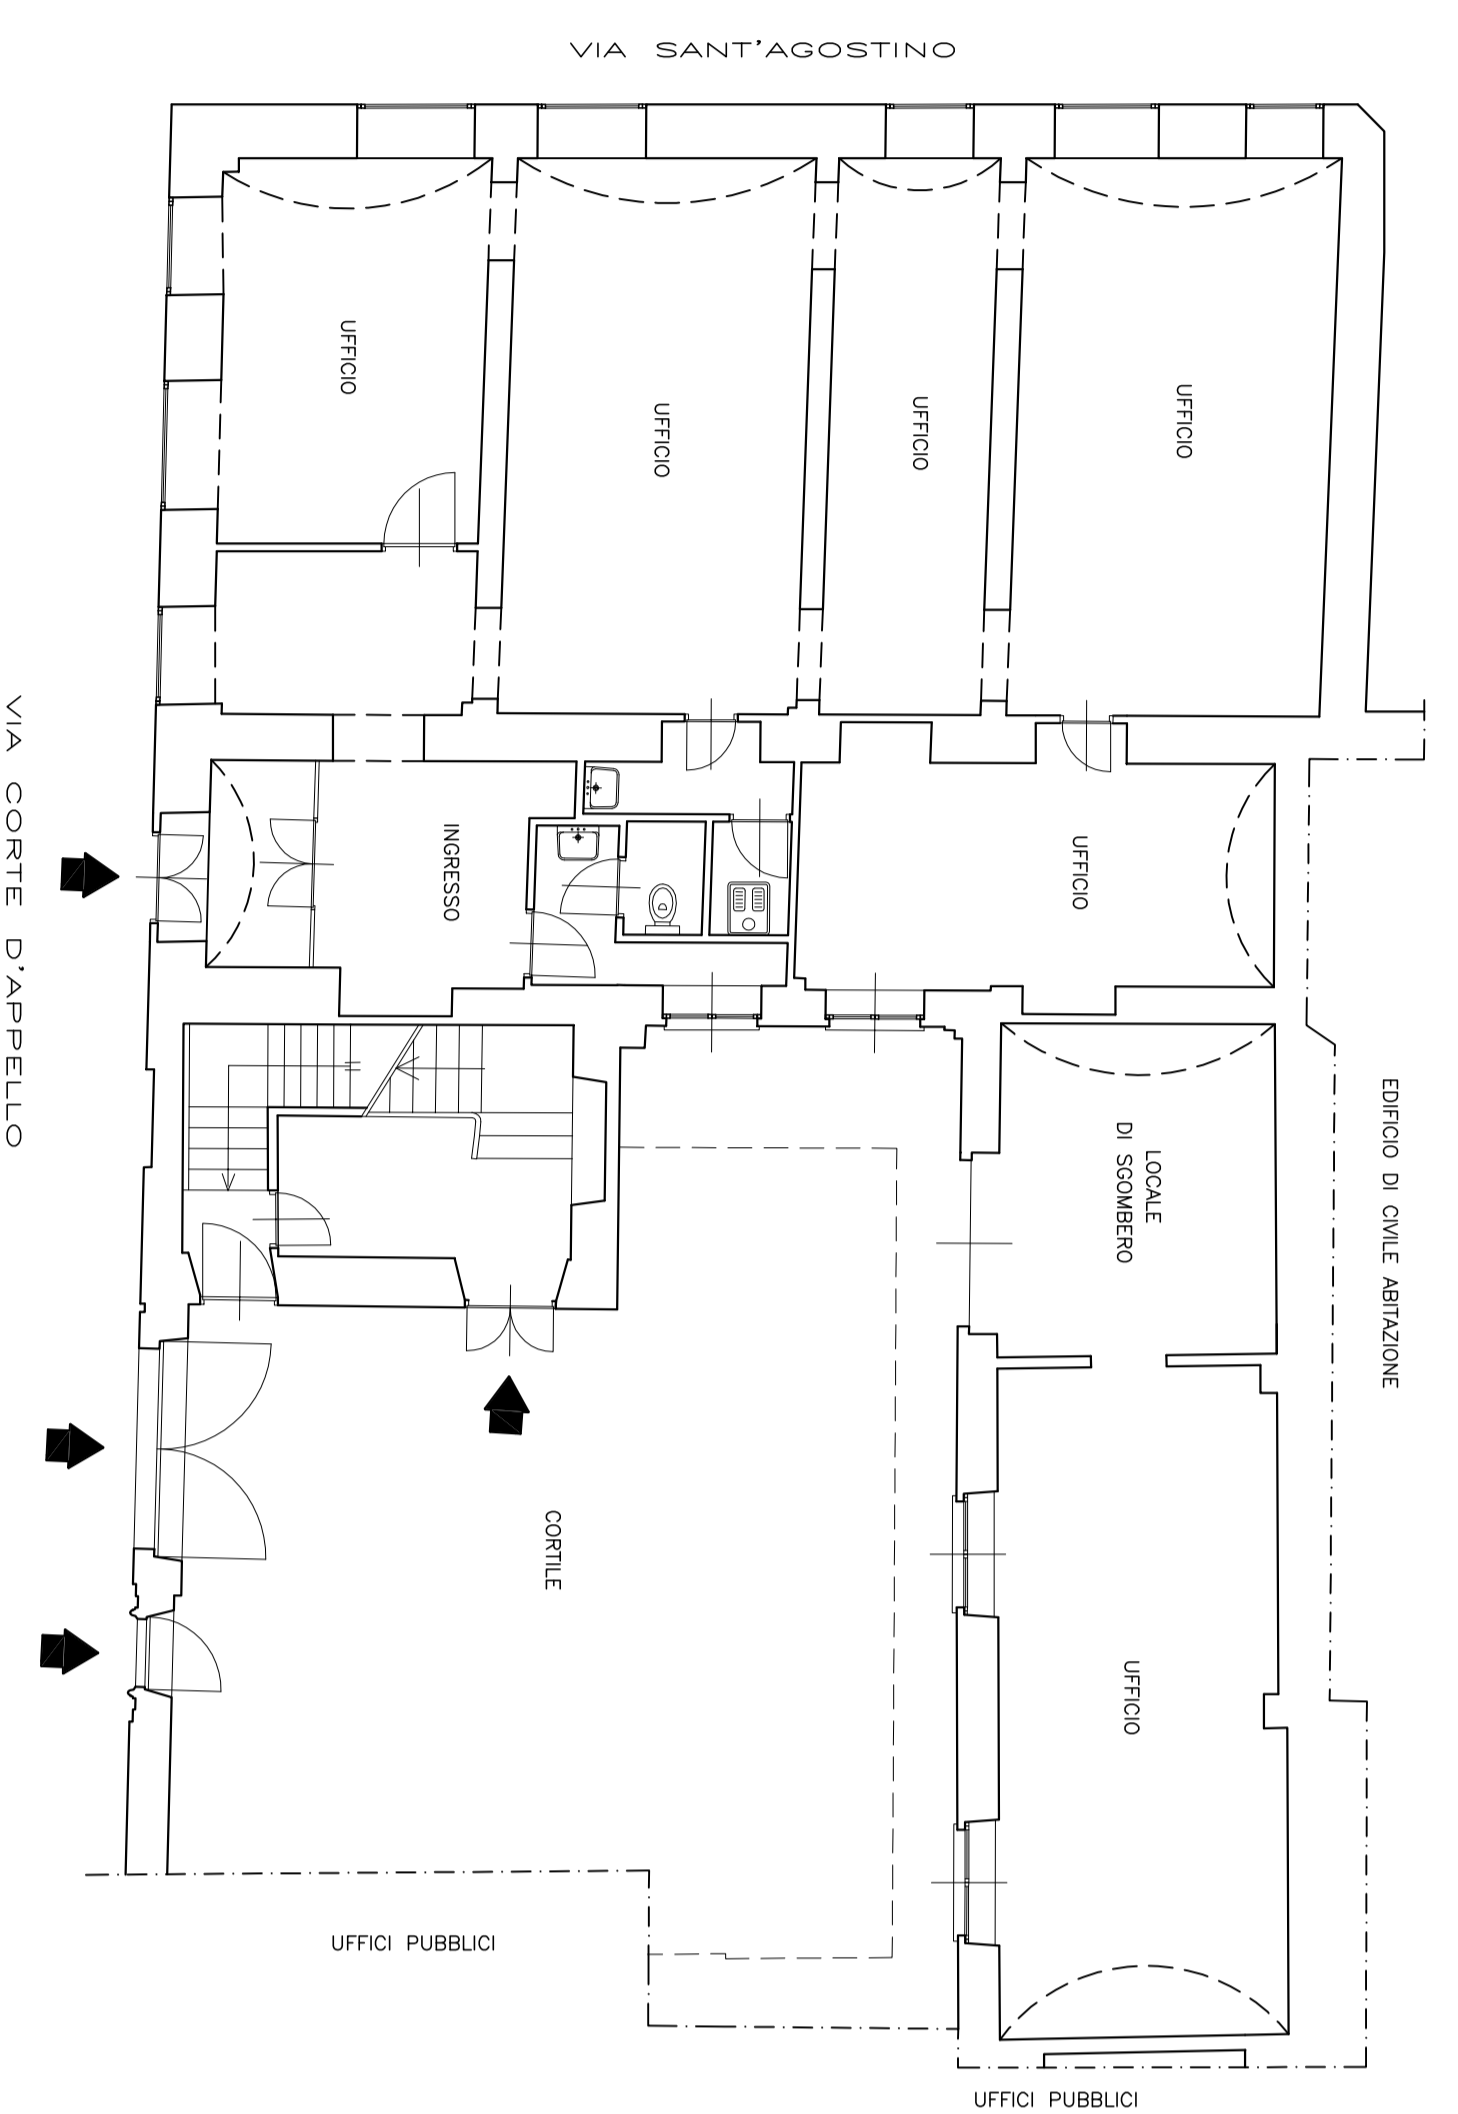 VIA SANT'AGOSTINO
UFFICIO
UFFICIO
UFFICIO
UFFICIO
INGRESSO
UFFICIO
VIA CORTE D'APPELLO
LOCALE
DI SGOMBERO
EDIFICIO DI CIVILE ABITAZIONE
CORTILE
UFFICIO
UFFICI PUBBLICI
UFFICI PUBBLICI